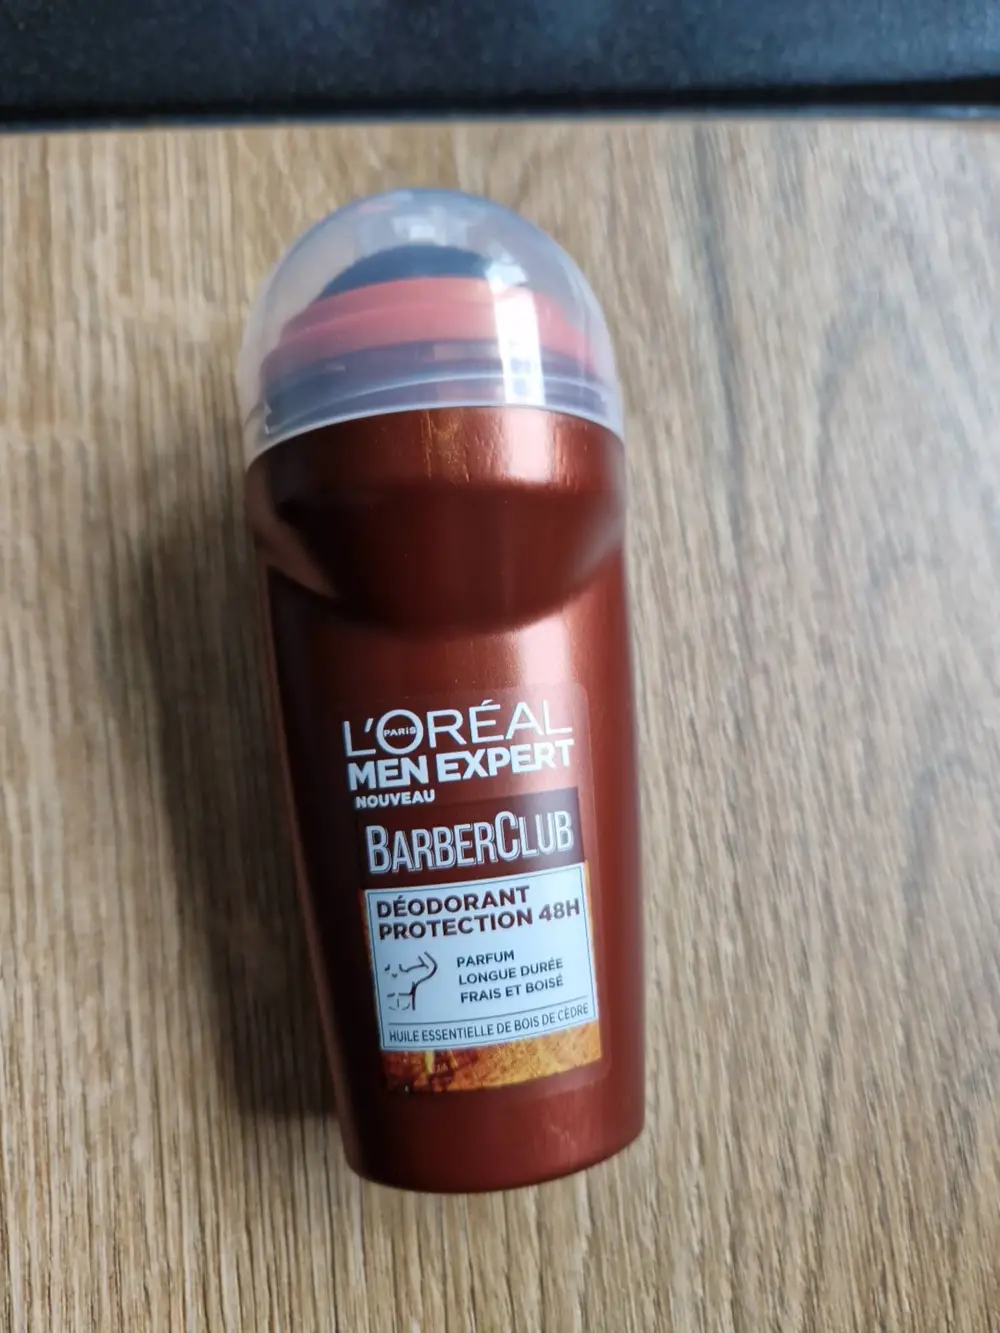 L'ORÉAL
PARIS
MEN EXPERT
NOUVEAU
BARBERCLUB
DÉODORANT
PROTECTION 48H
PARFUM
LONGUE DURÉE
FRAIS ET BOISÉ
HUILE ESSENTIELLE DE BOIS DE CÈDRE